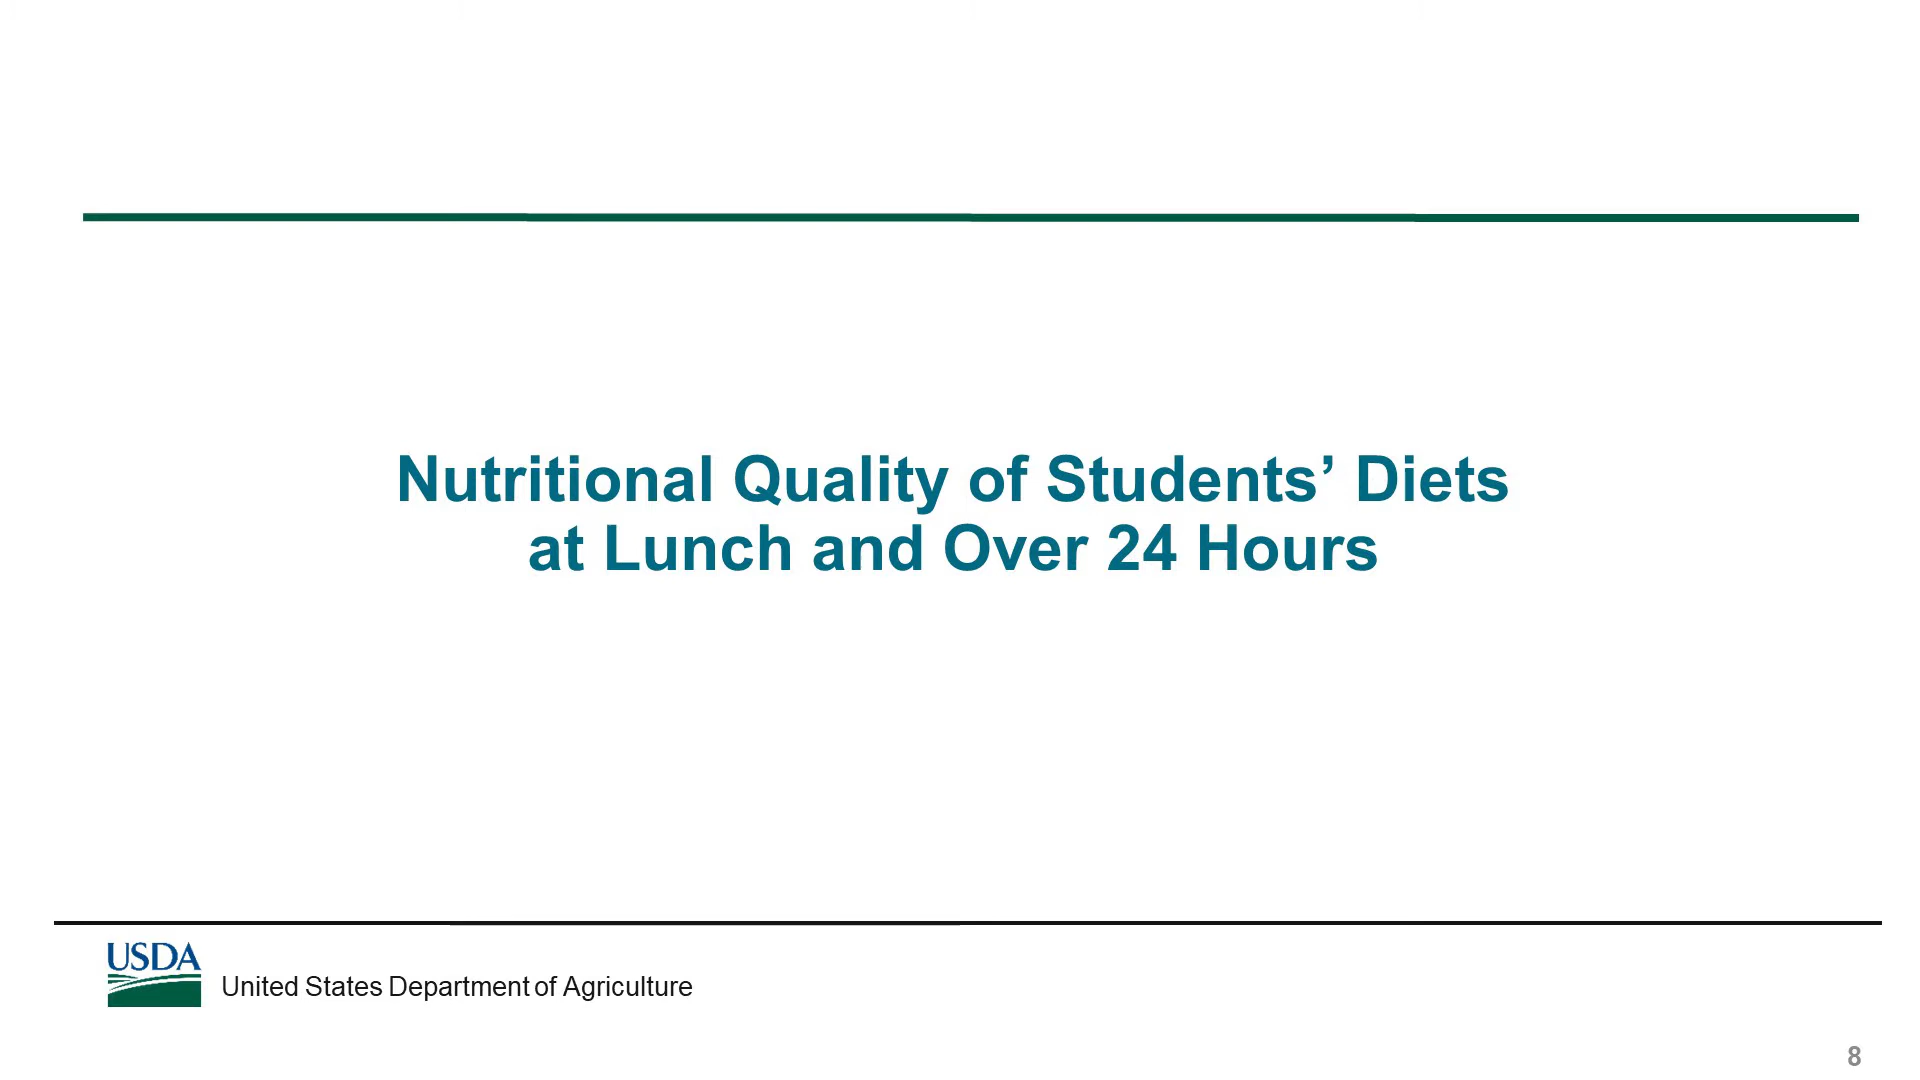 Nutritional Quality of Students’ Diets
at Lunch and Over 24 Hours
USDA
United States Department of Agriculture
8